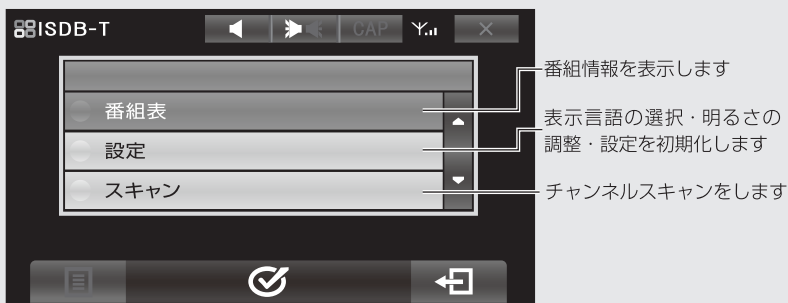 ISDB-T
CAP
番組表
設定
スキャン
番組情報を表示します
表示言語の選択・明るさの
調整・設定を初期化します
チャンネルスキャンをします